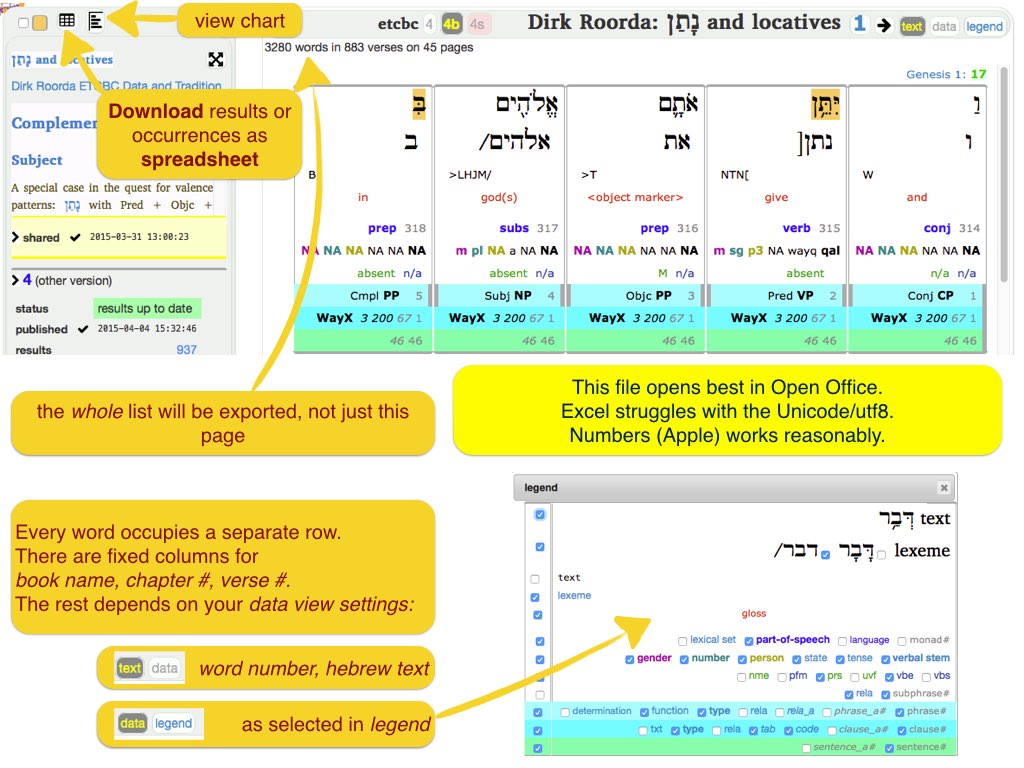 view chart
etcbc 4 4b 4s
Dirk Roorda: נָתַן and locatives 1 text data legend
3280 words in 883 verses on 45 pages
נָתַן and locatives
Dirk Roorda ETCBC Data and Tradition
Download results or
occurrences as
spreadsheet
Subject
A special case in the quest for valence
patterns: נָתַן with Pred + Objc +
shared 2015-03-31 13:00:23
4 (other version)
status results up to date
published 2015-04-04 15:32:46
results 937
Genesis 1: 17
וַ יִּתֵּ֥ן אֹתָ֛ם אֱלֹהִ֖ים בִּ
ו נתן[ את אלהים/ ב
B >LHJM/ >T NTN[ W
in god(s) <object marker> give and
prep 318 subs 317 prep 316 verb 315 conj 314
NA NA NA NA NA NA m pl NA a NA NA NA NA NA NA NA NA m sg p3 NA wayq qal NA NA NA NA NA NA
absent n/a absent n/a M n/a absent n/a n/a
Cmpl PP 5 Subj NP 4 Objc PP 3 Pred VP 2 Conj CP 1
WayX 3 200 67 1 WayX 3 200 67 1 WayX 3 200 67 1 WayX 3 200 67 1 WayX 3 200 67 1
46 46 46 46 46 46 46 46 46 46
the whole list will be exported, not just this
page
This file opens best in Open Office.
Excel struggles with the Unicode/utf8.
Numbers (Apple) works reasonably.
Every word occupies a separate row.
There are fixed columns for
book name, chapter #, verse #.
The rest depends on your data view settings:
text data word number, hebrew text
data legend as selected in legend
legend
דְּבַ֥ר text
דבר/ דָּבָר lexeme
text
lexeme
gloss
lexical set part-of-speech language monad#
gender number person state tense verbal stem
nme pfm prs uvf vbe vbs
rela subphrase#
determination function type rela rela_a phrase_a# phrase#
txt type rela tab code clause_a# clause#
sentence_a# sentence#